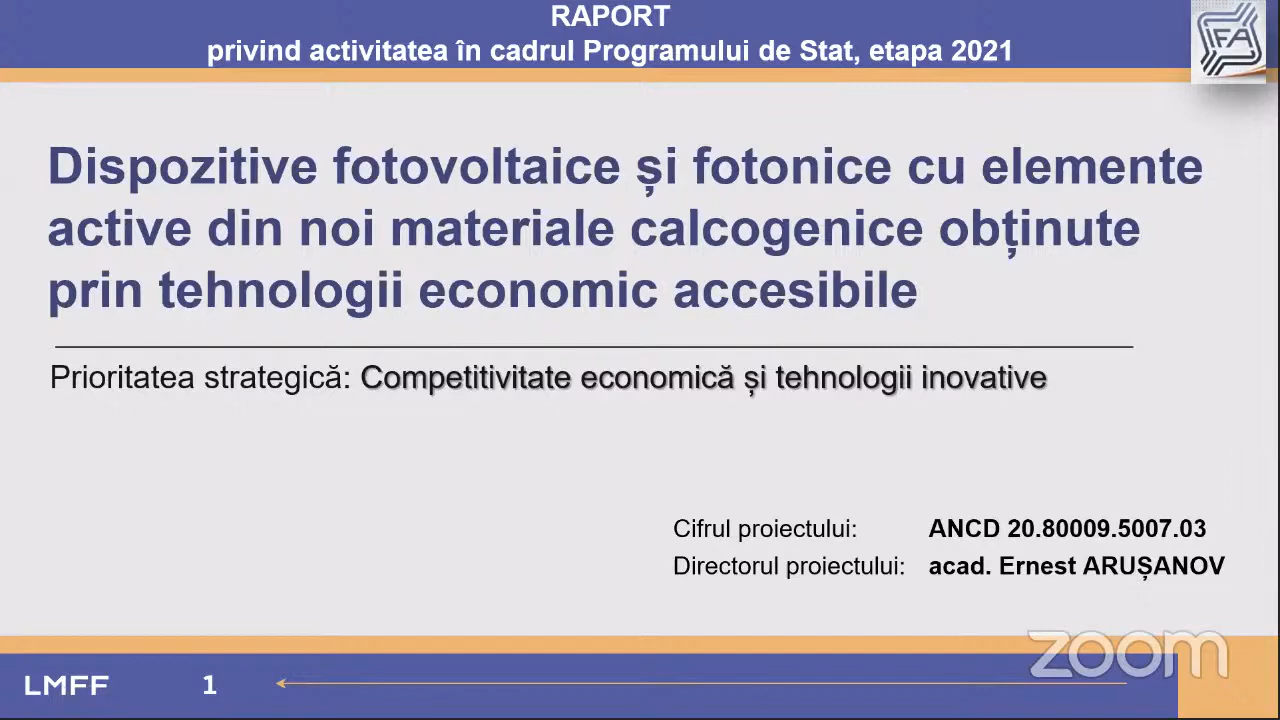 RAPORT
privind activitatea în cadrul Programului de Stat, etapa 2021
IFA
Dispozitive fotovoltaice și fotonice cu elemente
active din noi materiale calcogenice obținute
prin tehnologii economic accesibile
Prioritatea strategică: Competitivitate economică și tehnologii inovative
Cifrul proiectului: ANCD 20.80009.5007.03
Directorul proiectului: acad. Ernest ARUȘANOV
zoom
LMFF 1